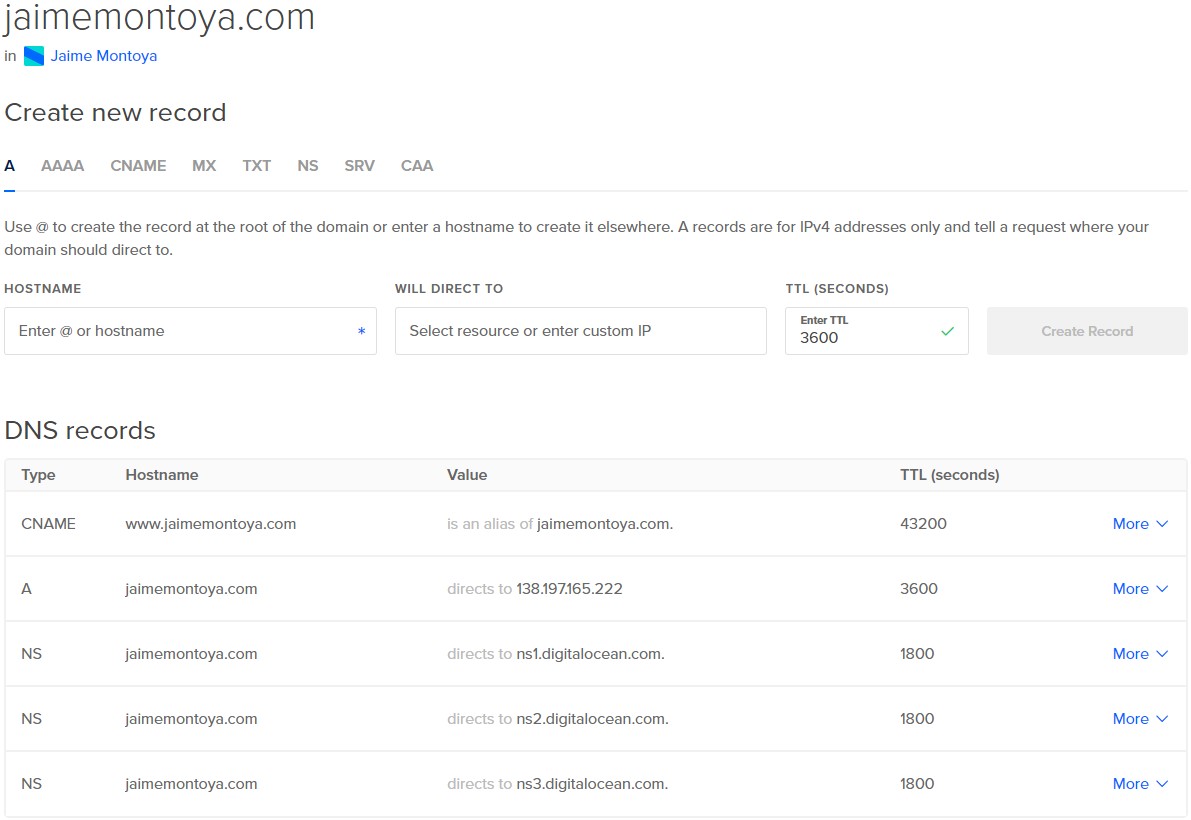 jaimemontoya.com
in Jaime Montoya
Create new record
A AAAA CNAME MX TXT NS SRV CAA
Use @ to create the record at the root of the domain or enter a hostname to create it elsewhere. A records are for IPv4 addresses only and tell a request where your
domain should direct to.
HOSTNAME WILL DIRECT TO TTL (SECONDS)
Enter @ or hostname * Select resource or enter custom IP Enter TTL
3600 Create Record
DNS records
Type Hostname Value TTL (seconds)
CNAME www.jaimemontoya.com is an alias of jaimemontoya.com. 43200 More
A jaimemontoya.com directs to 138.197.165.222 3600 More
NS jaimemontoya.com directs to ns1.digitalocean.com. 1800 More
NS jaimemontoya.com directs to ns2.digitalocean.com. 1800 More
NS jaimemontoya.com directs to ns3.digitalocean.com. 1800 More